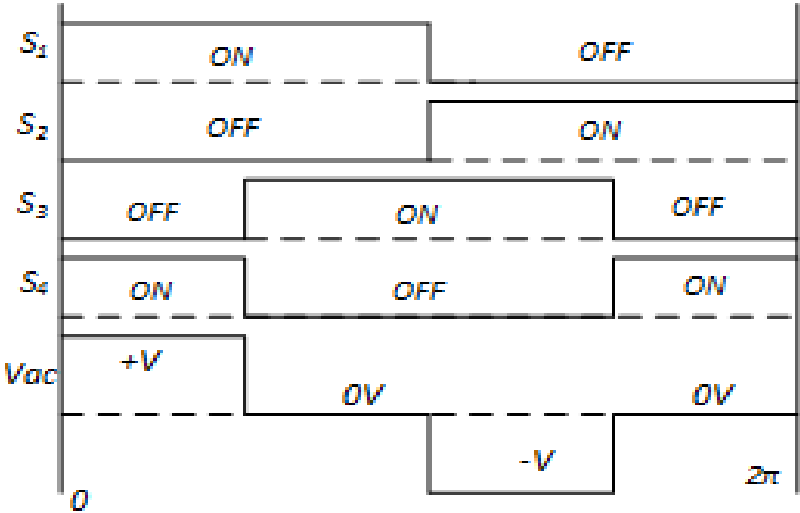 S₁ ON OFF
S₂ OFF ON
S₃ OFF ON OFF
S₄ ON OFF ON
Vac +V 0V -V 0V
0 2π